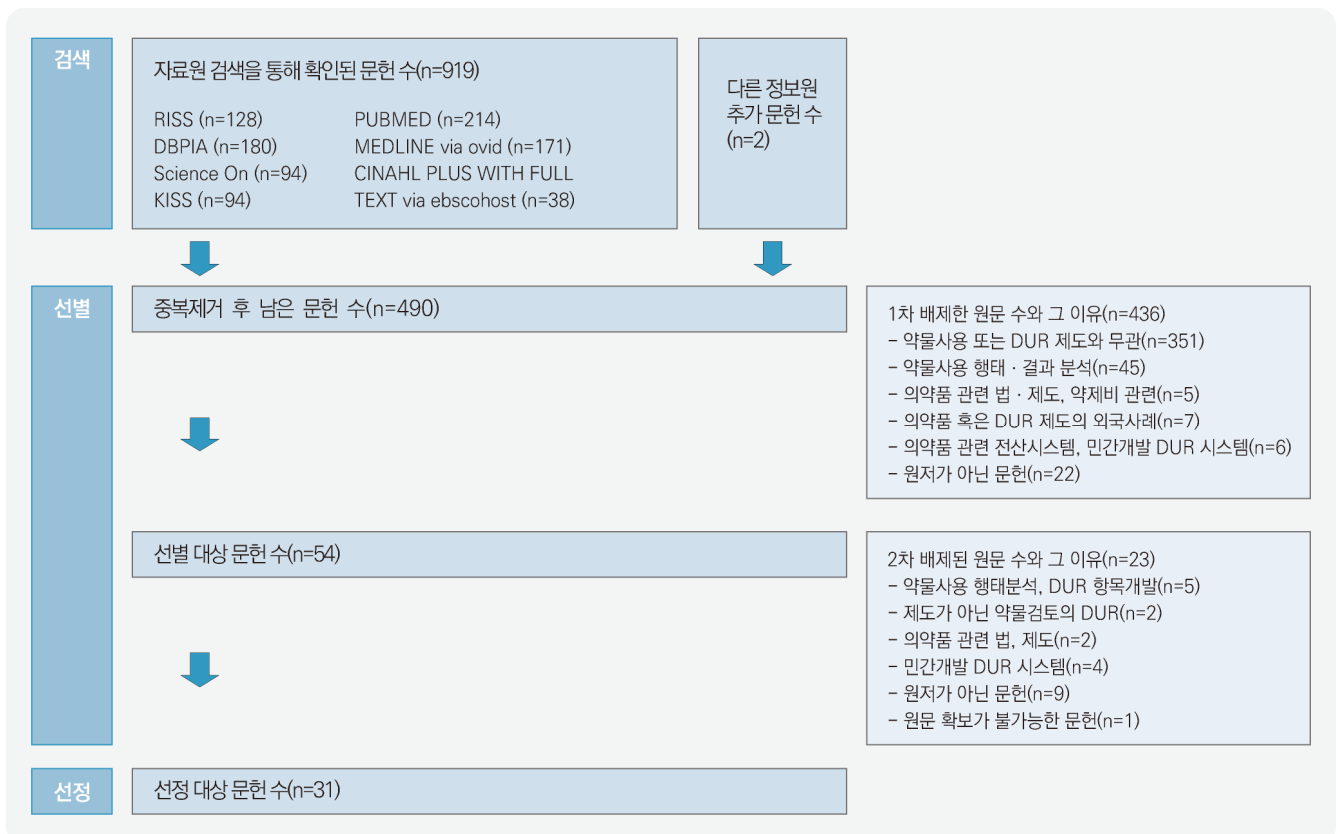 검색
자료원 검색을 통해 확인된 문헌 수(n=919)
RISS (n=128)
DBPIA (n=180)
Science On (n=94)
KISS (n=94)
PUBMED (n=214)
MEDLINE via ovid (n=171)
CINAHL PLUS WITH FULL
TEXT via ebscohost (n=38)
다른 정보원
추가 문헌 수
(n=2)
선별
중복제거 후 남은 문헌 수(n=490)
1차 배제한 원문 수와 그 이유(n=436)
- 약물사용 또는 DUR 제도와 무관(n=351)
- 약물사용 행태 · 결과 분석(n=45)
- 의약품 관련 법 · 제도, 약제비 관련(n=5)
- 의약품 혹은 DUR 제도의 외국사례(n=7)
- 의약품 관련 전산시스템, 민간개발 DUR 시스템(n=6)
- 원저가 아닌 문헌(n=22)
선별 대상 문헌 수(n=54)
2차 배제된 원문 수와 그 이유(n=23)
- 약물사용 행태분석, DUR 항목개발(n=5)
- 제도가 아닌 약물검토의 DUR(n=2)
- 의약품 관련 법, 제도(n=2)
- 민간개발 DUR 시스템(n=4)
- 원저가 아닌 문헌(n=9)
- 원문 확보가 불가능한 문헌(n=1)
선정
선정 대상 문헌 수(n=31)